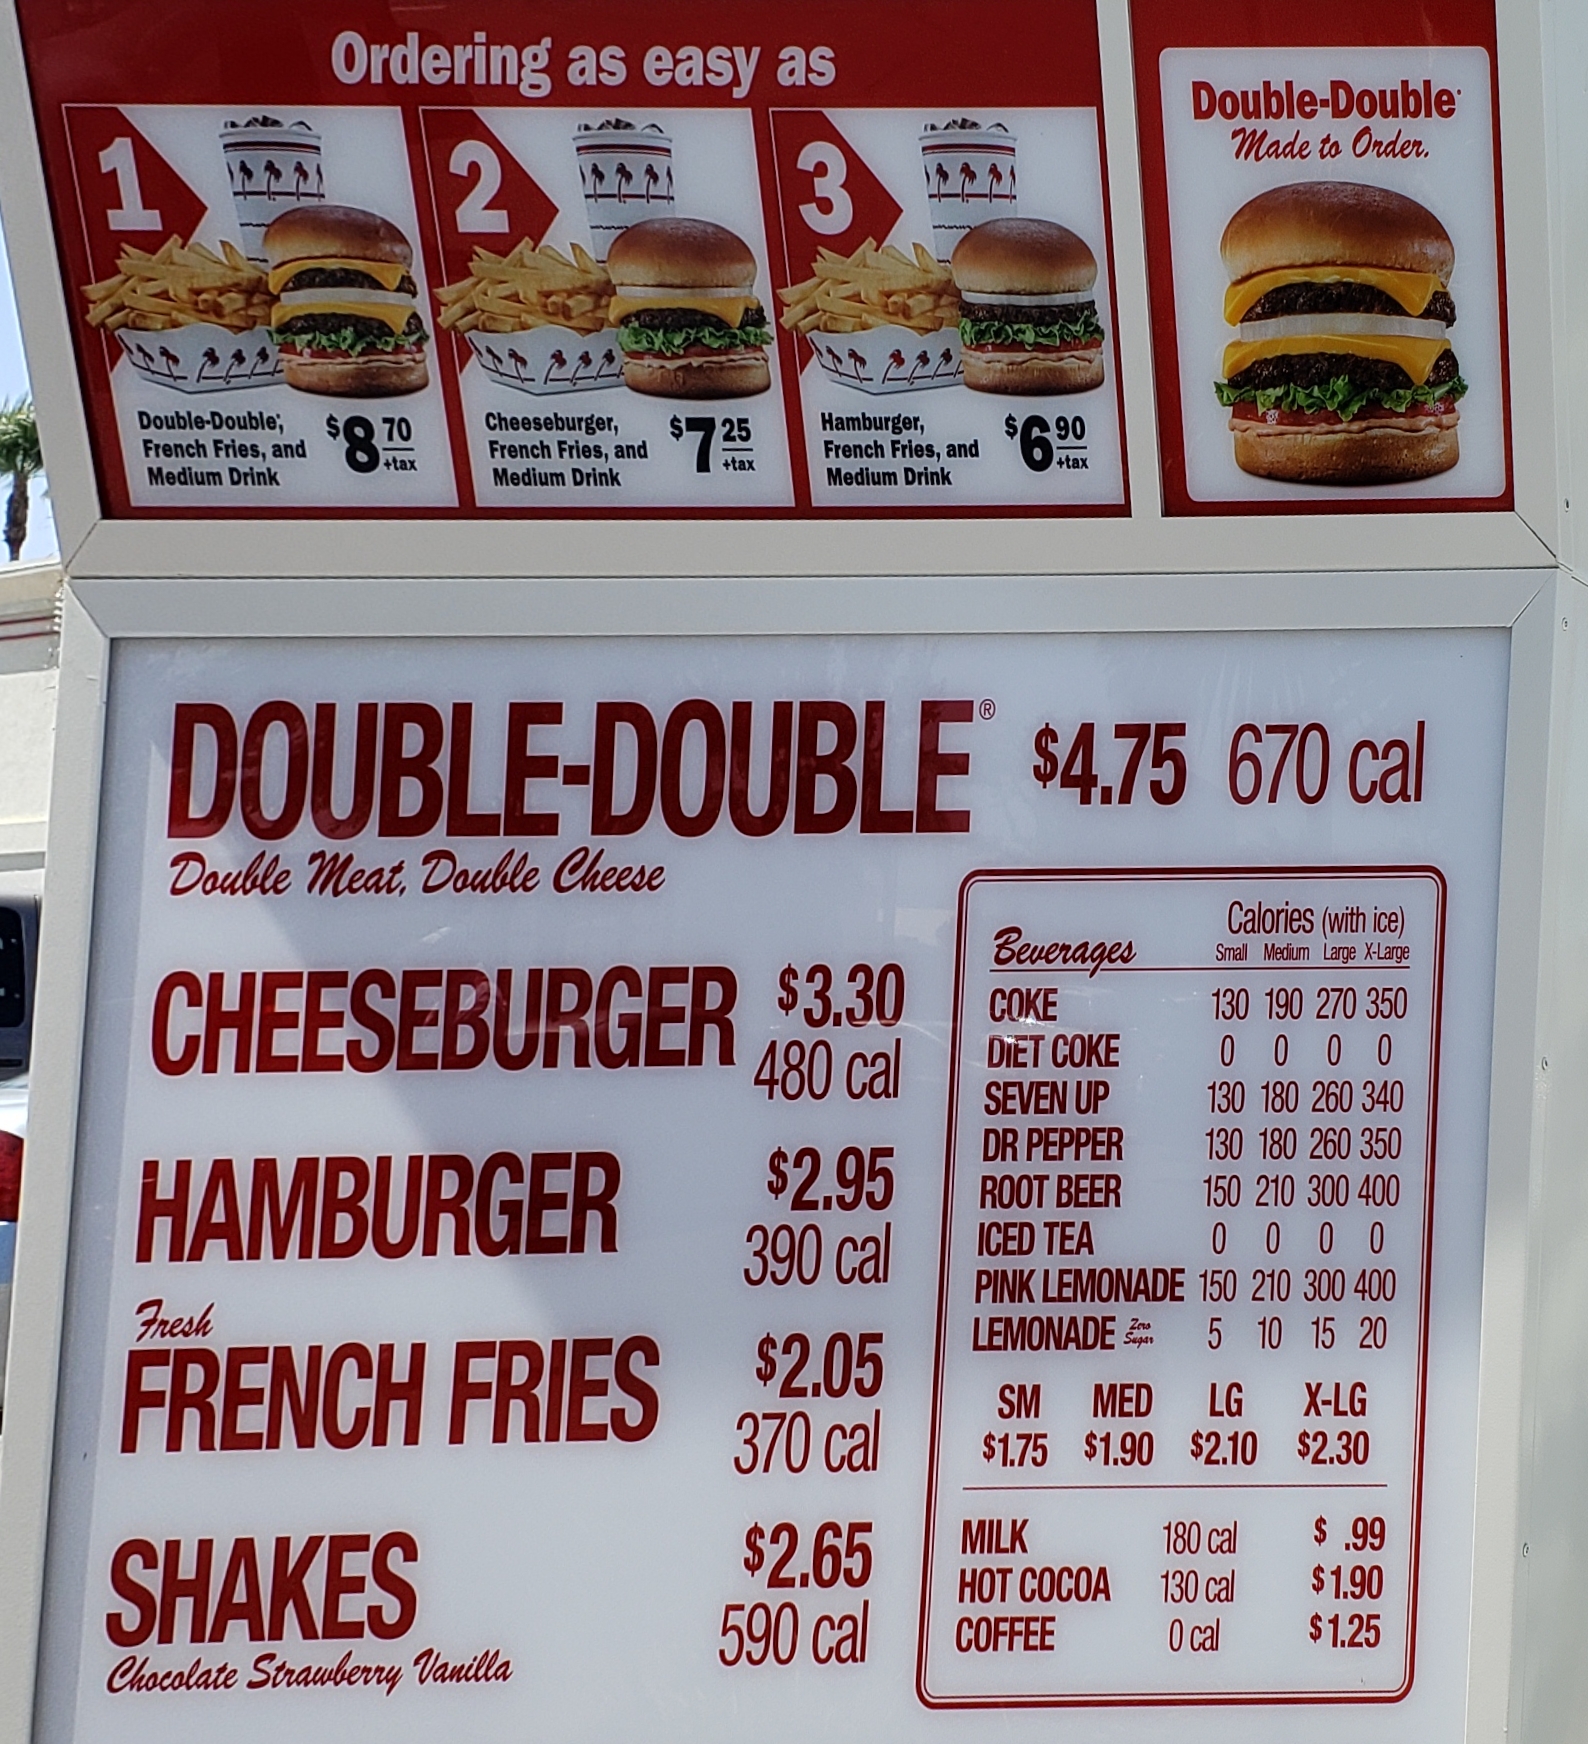 Ordering as easy as
1
Double-Double®,
French Fries, and
Medium Drink
$8 70
+tax
2
Cheeseburger,
French Fries, and
Medium Drink
$7 25
+tax
3
Hamburger,
French Fries, and
Medium Drink
$6 90
+tax
Double-Double®
Made to Order.
DOUBLE-DOUBLE® $4.75 670 cal
Double Meat, Double Cheese
CHEESEBURGER $3.30
480 cal
HAMBURGER $2.95
390 cal
Fresh
FRENCH FRIES $2.05
370 cal
SHAKES $2.65
590 cal
Chocolate Strawberry Vanilla
Calories (with ice)
Beverages Small Medium Large X-Large
COKE 130 190 270 350
DIET COKE 0 0 0 0
SEVEN UP 130 180 260 340
DR PEPPER 130 180 260 350
ROOT BEER 150 210 300 400
ICED TEA 0 0 0 0
PINK LEMONADE 150 210 300 400
LEMONADE Zero Sugar 5 10 15 20
SM MED LG X-LG
$1.75 $1.90 $2.10 $2.30
MILK 180 cal $ .99
HOT COCOA 130 cal $1.90
COFFEE 0 cal $1.25